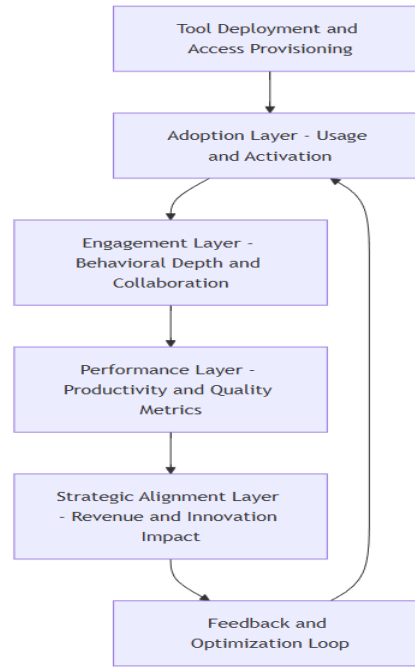 Tool Deployment and
Access Provisioning
Adoption Layer - Usage
and Activation
Engagement Layer -
Behavioral Depth and
Collaboration
Performance Layer -
Productivity and Quality
Metrics
Strategic Alignment Layer
- Revenue and Innovation
Impact
Feedback and
Optimization Loop